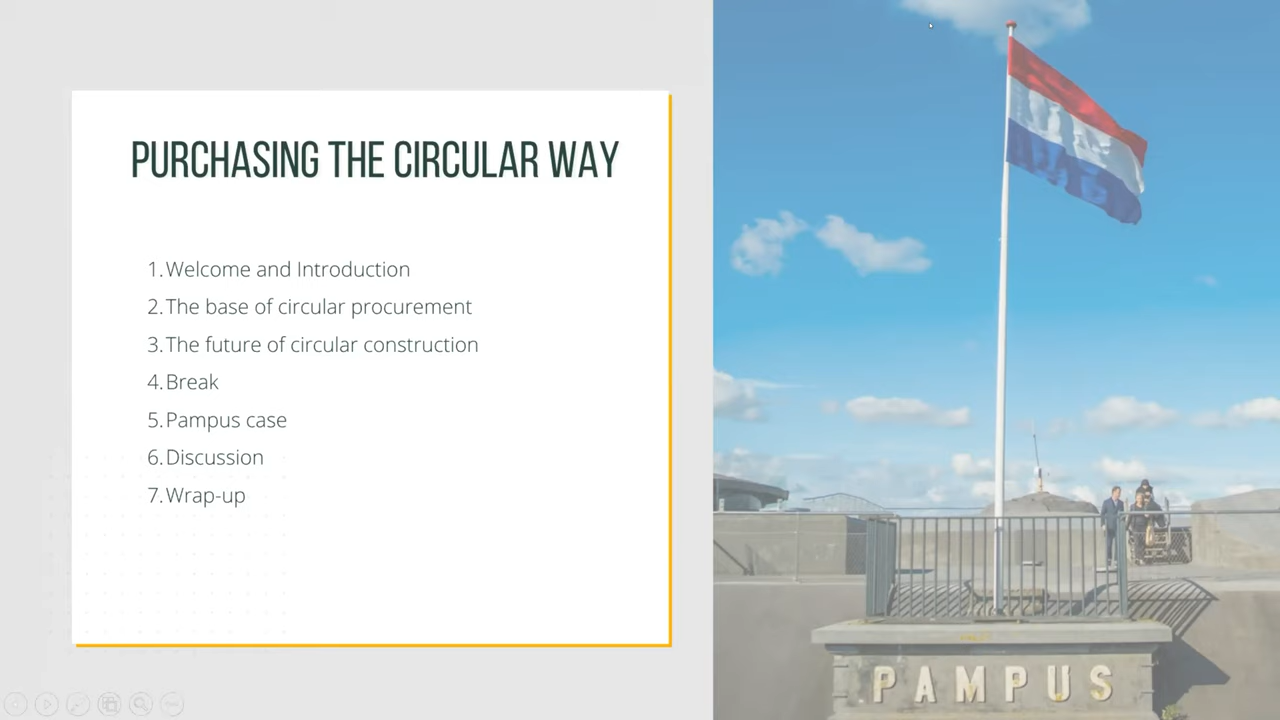 PURCHASING THE CIRCULAR WAY
1. Welcome and Introduction
2. The base of circular procurement
3. The future of circular construction
4. Break
5. Pampus case
6. Discussion
7. Wrap-up
PAMPUS